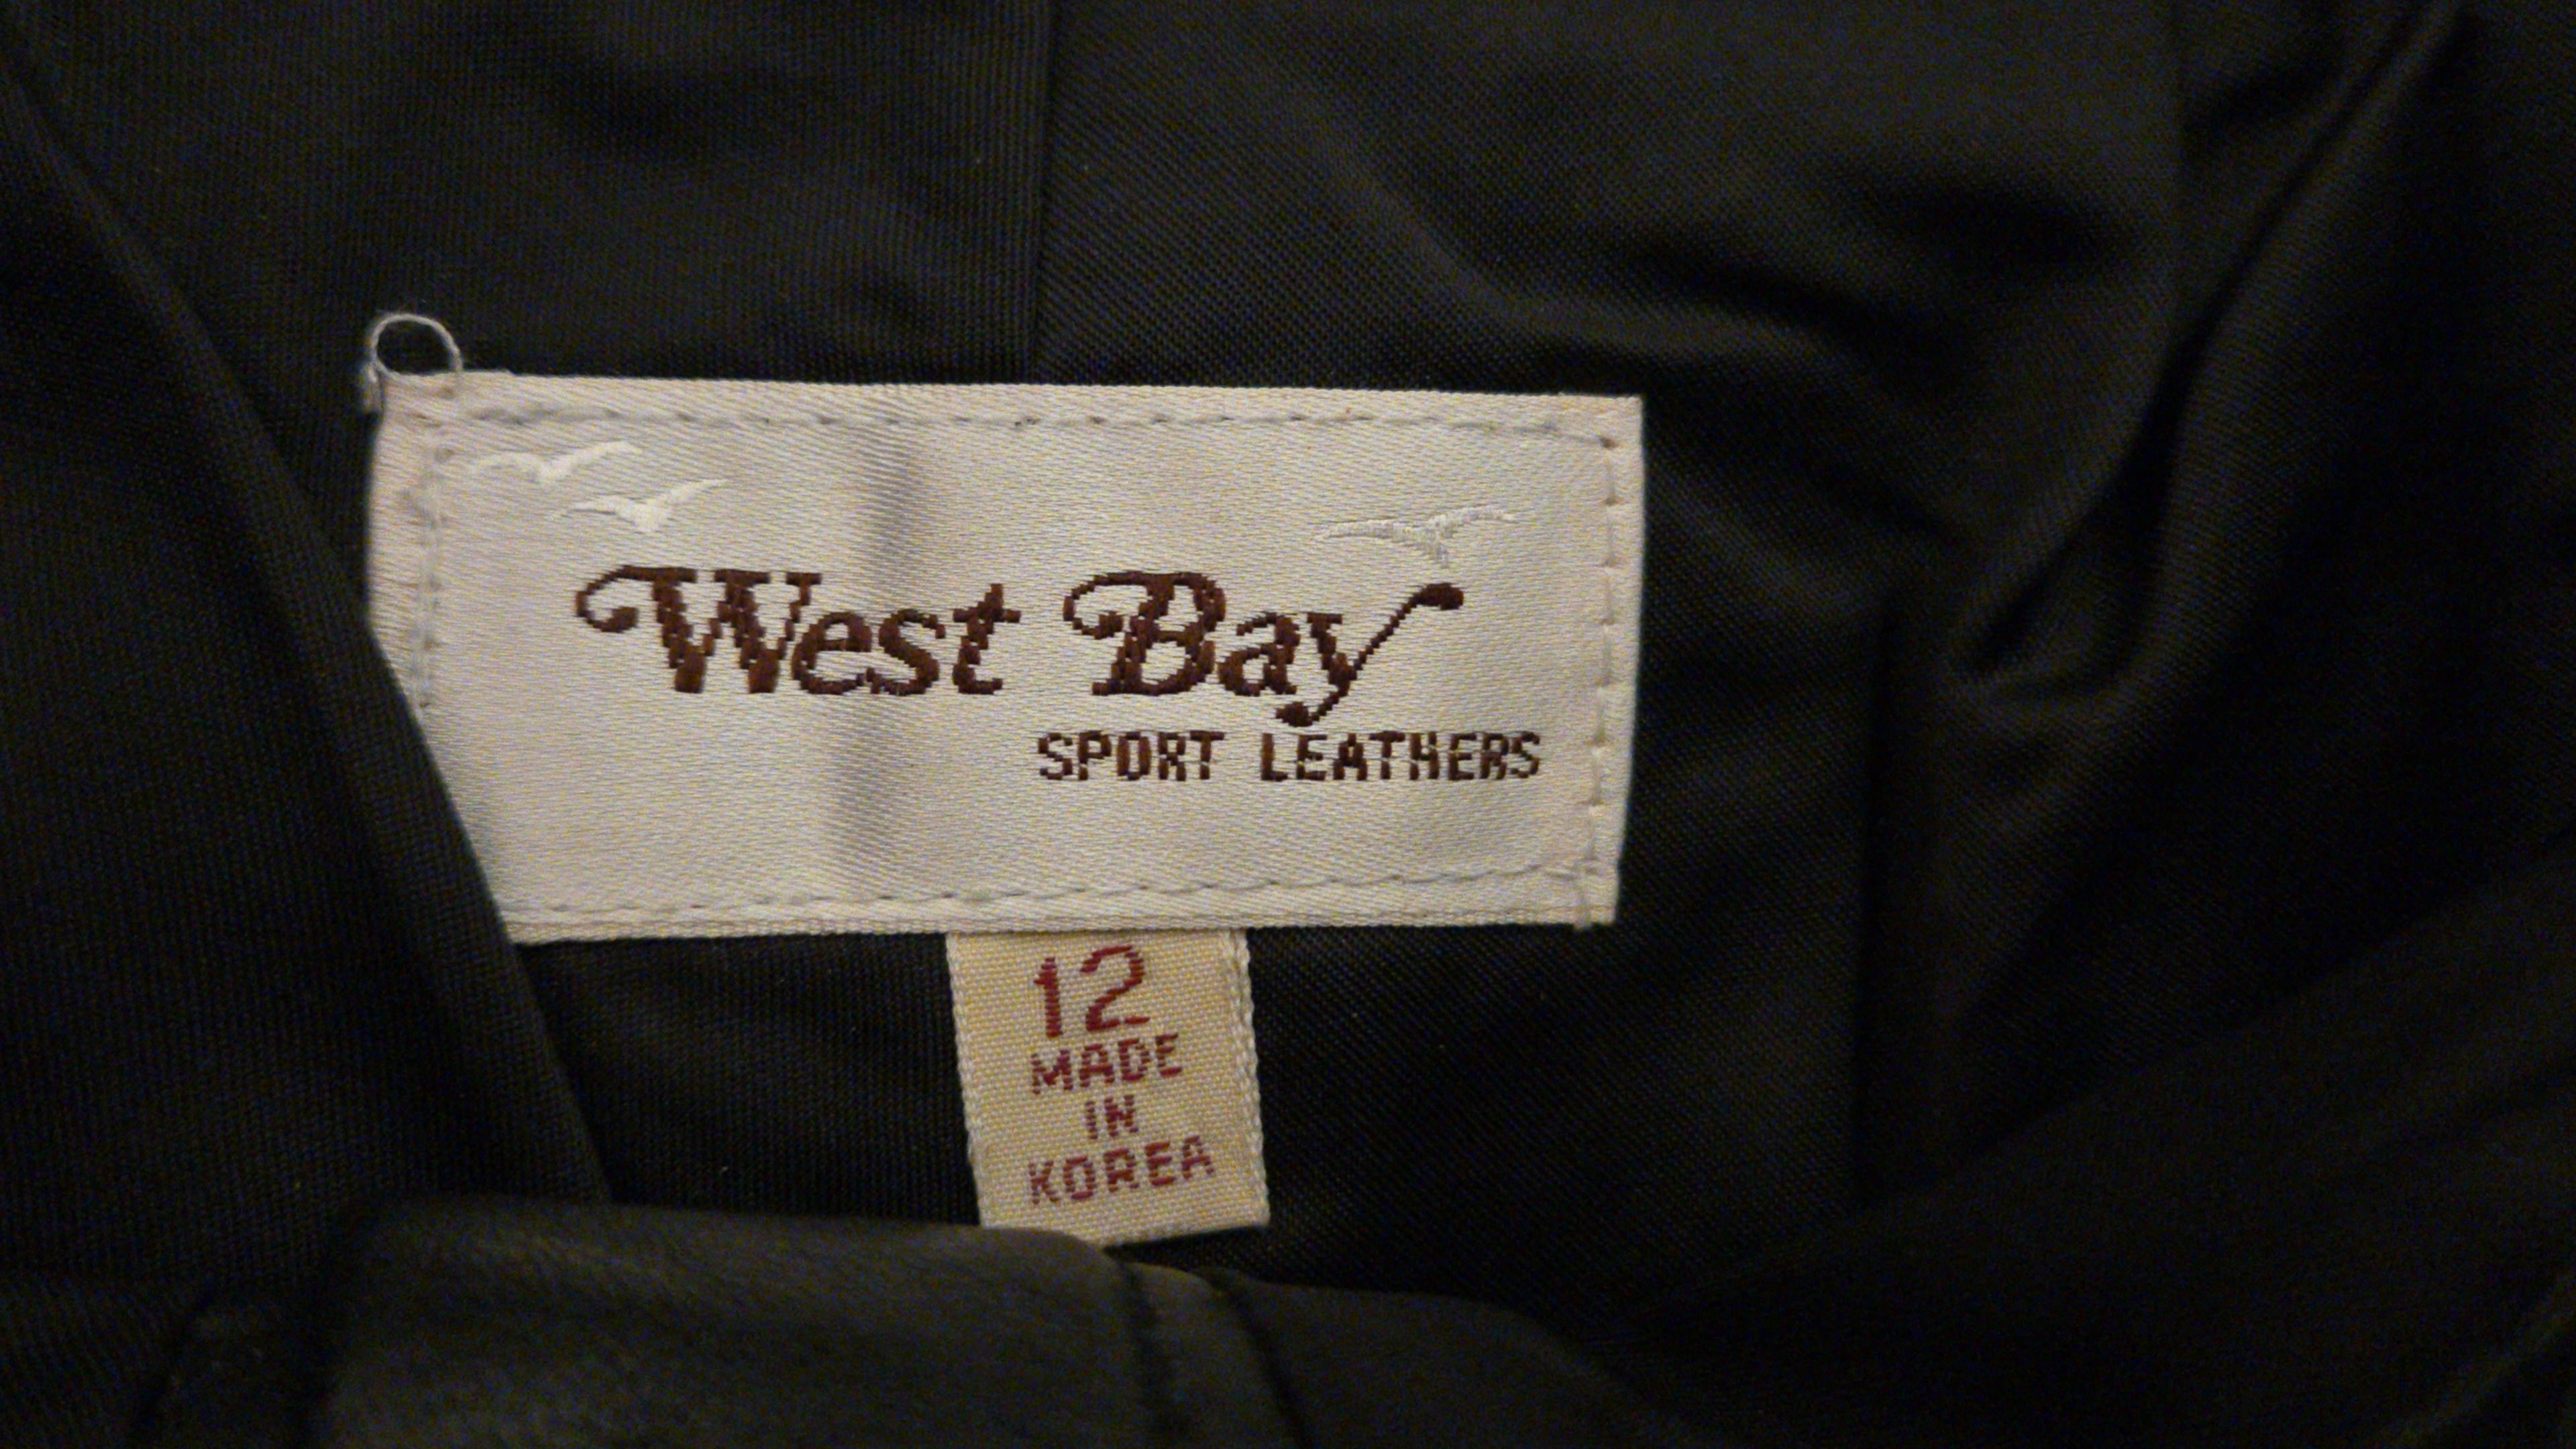 West Bay
SPORT LEATHERS
12
MADE
IN
KOREA